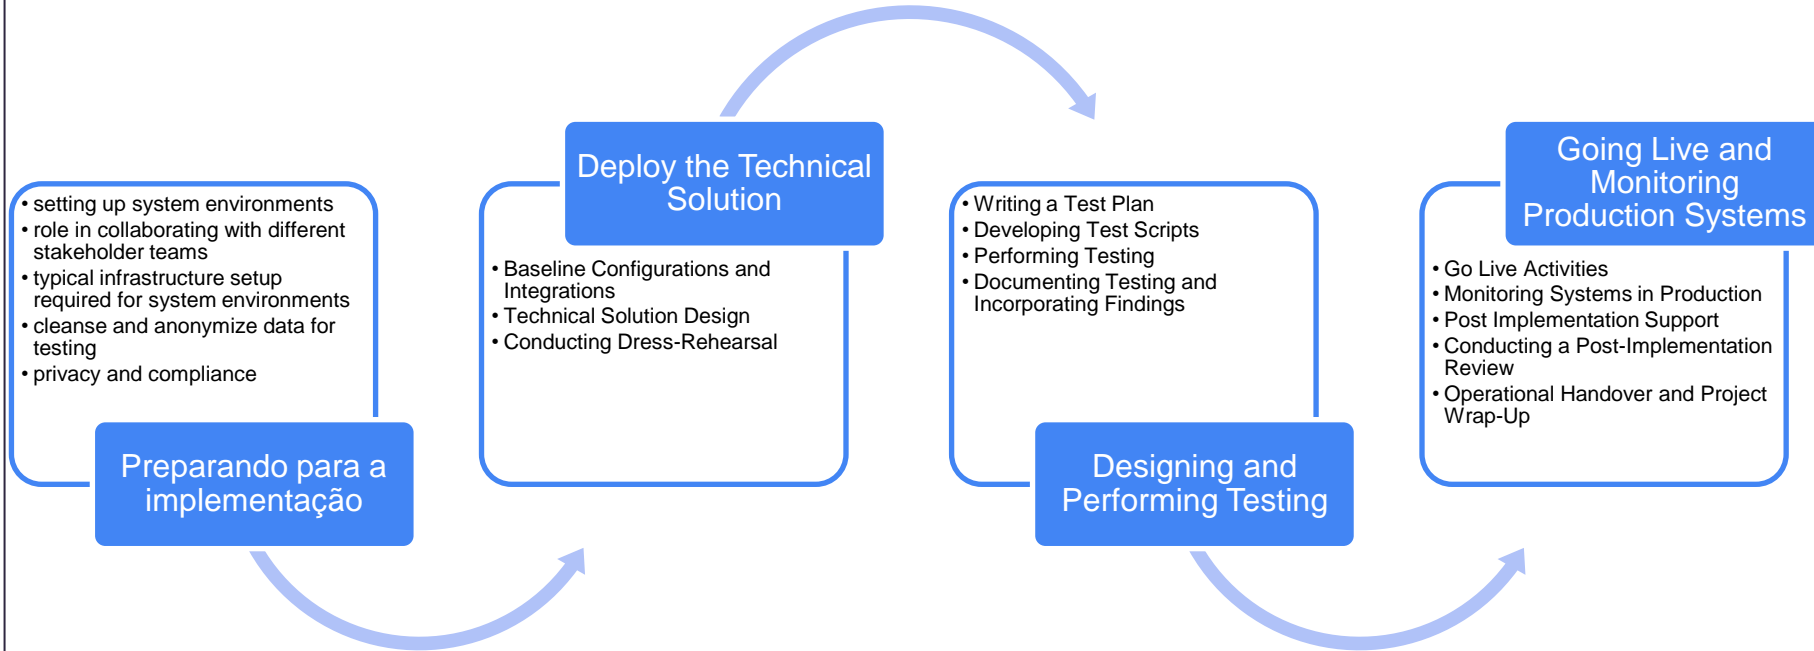 • setting up system environments
• role in collaborating with different
stakeholder teams
• typical infrastructure setup
required for system environments
• cleanse and anonymize data for
testing
• privacy and compliance
Preparando para a
implementação
Deploy the Technical
Solution
• Baseline Configurations and
Integrations
• Technical Solution Design
• Conducting Dress-Rehearsal
• Writing a Test Plan
• Developing Test Scripts
• Performing Testing
• Documenting Testing and
Incorporating Findings
Designing and
Performing Testing
Going Live and
Monitoring
Production Systems
• Go Live Activities
• Monitoring Systems in Production
• Post Implementation Support
• Conducting a Post-Implementation
Review
• Operational Handover and Project
Wrap-Up